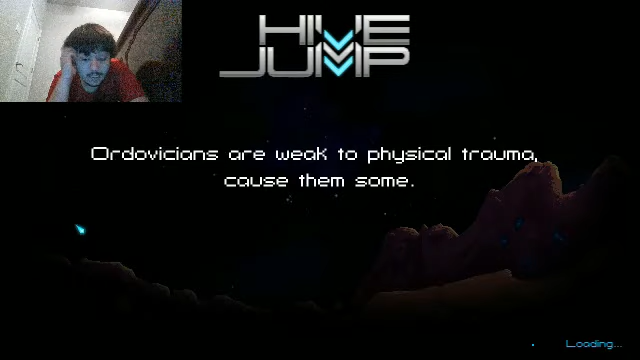 HIVE
JUMP
Ordovicians are weak to physical trauma,
cause them some.
Loading...